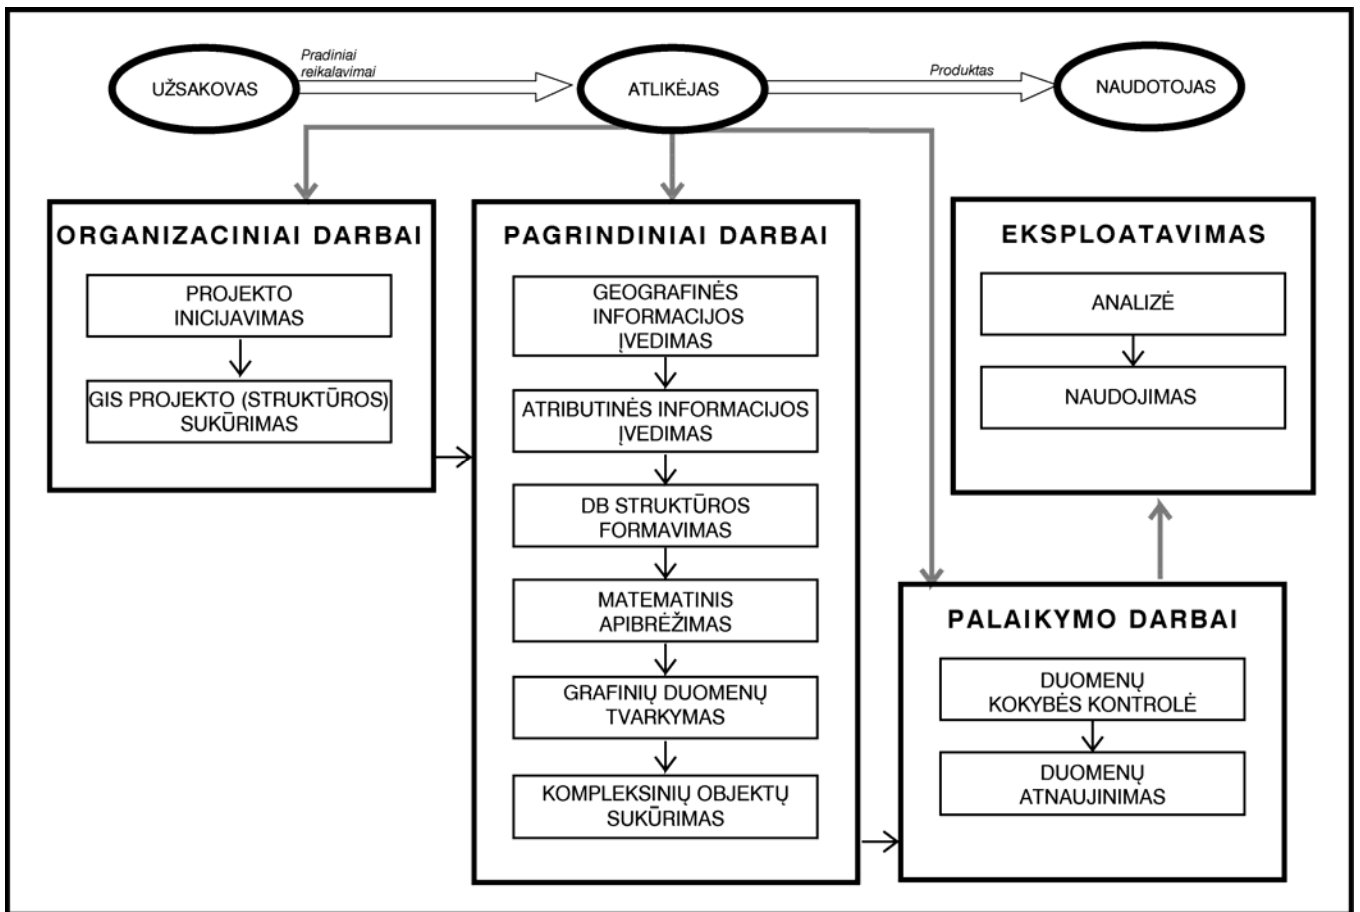 Pradiniai
reikalavimai
UŽSAKOVAS
ATLIKĖJAS
Produktas
NAUDOTOJAS
ORGANIZACINIAI DARBAI
PROJEKTO
INICIJAVIMAS
GIS PROJEKTO (STRUKTŪROS)
SUKŪRIMAS
PAGRINDINIAI DARBAI
GEOGRAFINĖS
INFORMACIJOS
ĮVEDIMAS
ATRIBUTINĖS INFORMACIJOS
ĮVEDIMAS
DB STRUKTŪROS
FORMAVIMAS
MATEMATINIS
APIBRĖŽIMAS
GRAFINIŲ DUOMENŲ
TVARKYMAS
KOMPLEKSINIŲ OBJEKTŲ
SUKŪRIMAS
EKSPLOATAVIMAS
ANALIZĖ
NAUDOJIMAS
PALAIKYMO DARBAI
DUOMENŲ
KOKYBĖS KONTROLĖ
DUOMENŲ
ATNAUJINIMAS